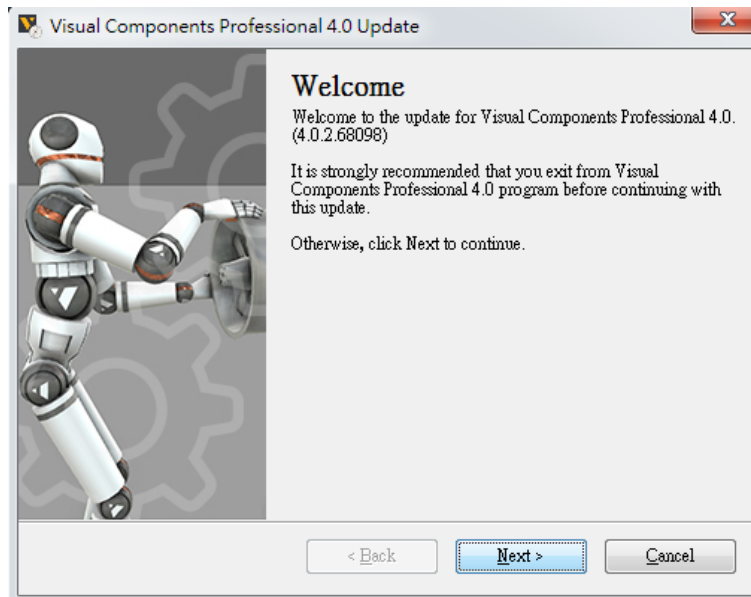 Visual Components Professional 4.0 Update
Welcome
Welcome to the update for Visual Components Professional 4.0.
(4.0.2.68098)
It is strongly recommended that you exit from Visual
Components Professional 4.0 program before continuing with
this update.
Otherwise, click Next to continue.
< Back
Next >
Cancel